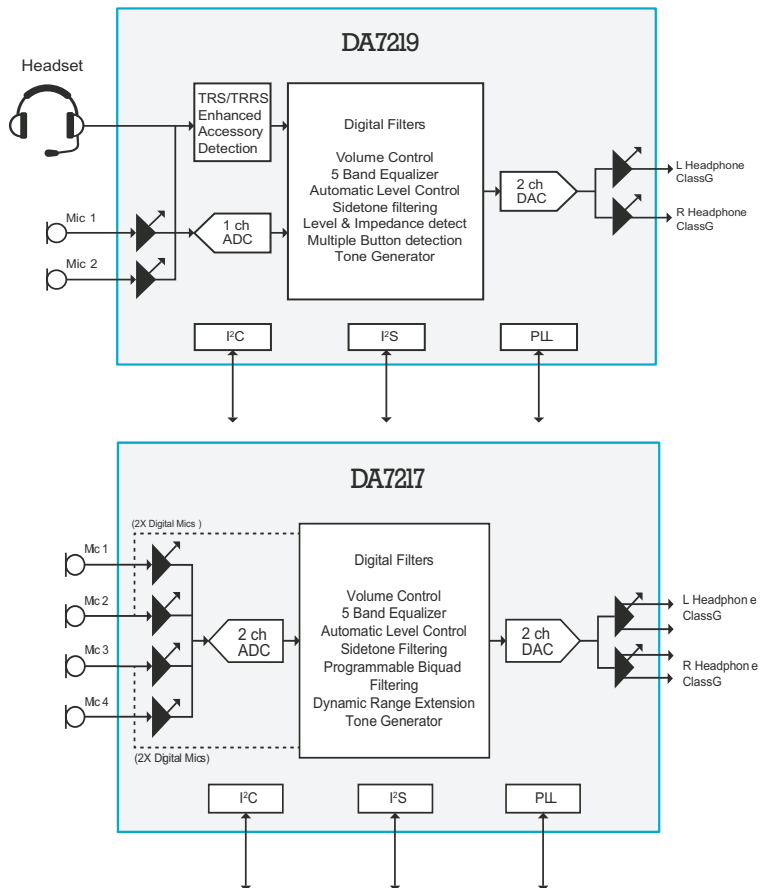 DA7219
Headset
TRS/TRRS
Enhanced
Accessory
Detection
Digital Filters
Volume Control
5 Band Equalizer
Automatic Level Control
Sidetone filtering
Level & Impedance detect
Multiple Button detection
Tone Generator
2 ch
DAC
L Headphone
ClassG
R Headphone
ClassG
Mic 1
1 ch
ADC
Mic 2
I²C
I²S
PLL
DA7217
(2X Digital Mics )
Mic 1
Mic 2
Mic 3
Mic 4
2 ch
ADC
Digital Filters
Volume Control
5 Band Equalizer
Automatic Level Control
Sidetone Filtering
Programmable Biquad
Filtering
Dynamic Range Extension
Tone Generator
2 ch
DAC
L Headphone
ClassG
R Headphone
ClassG
(2X Digital Mics)
I²C
I²S
PLL